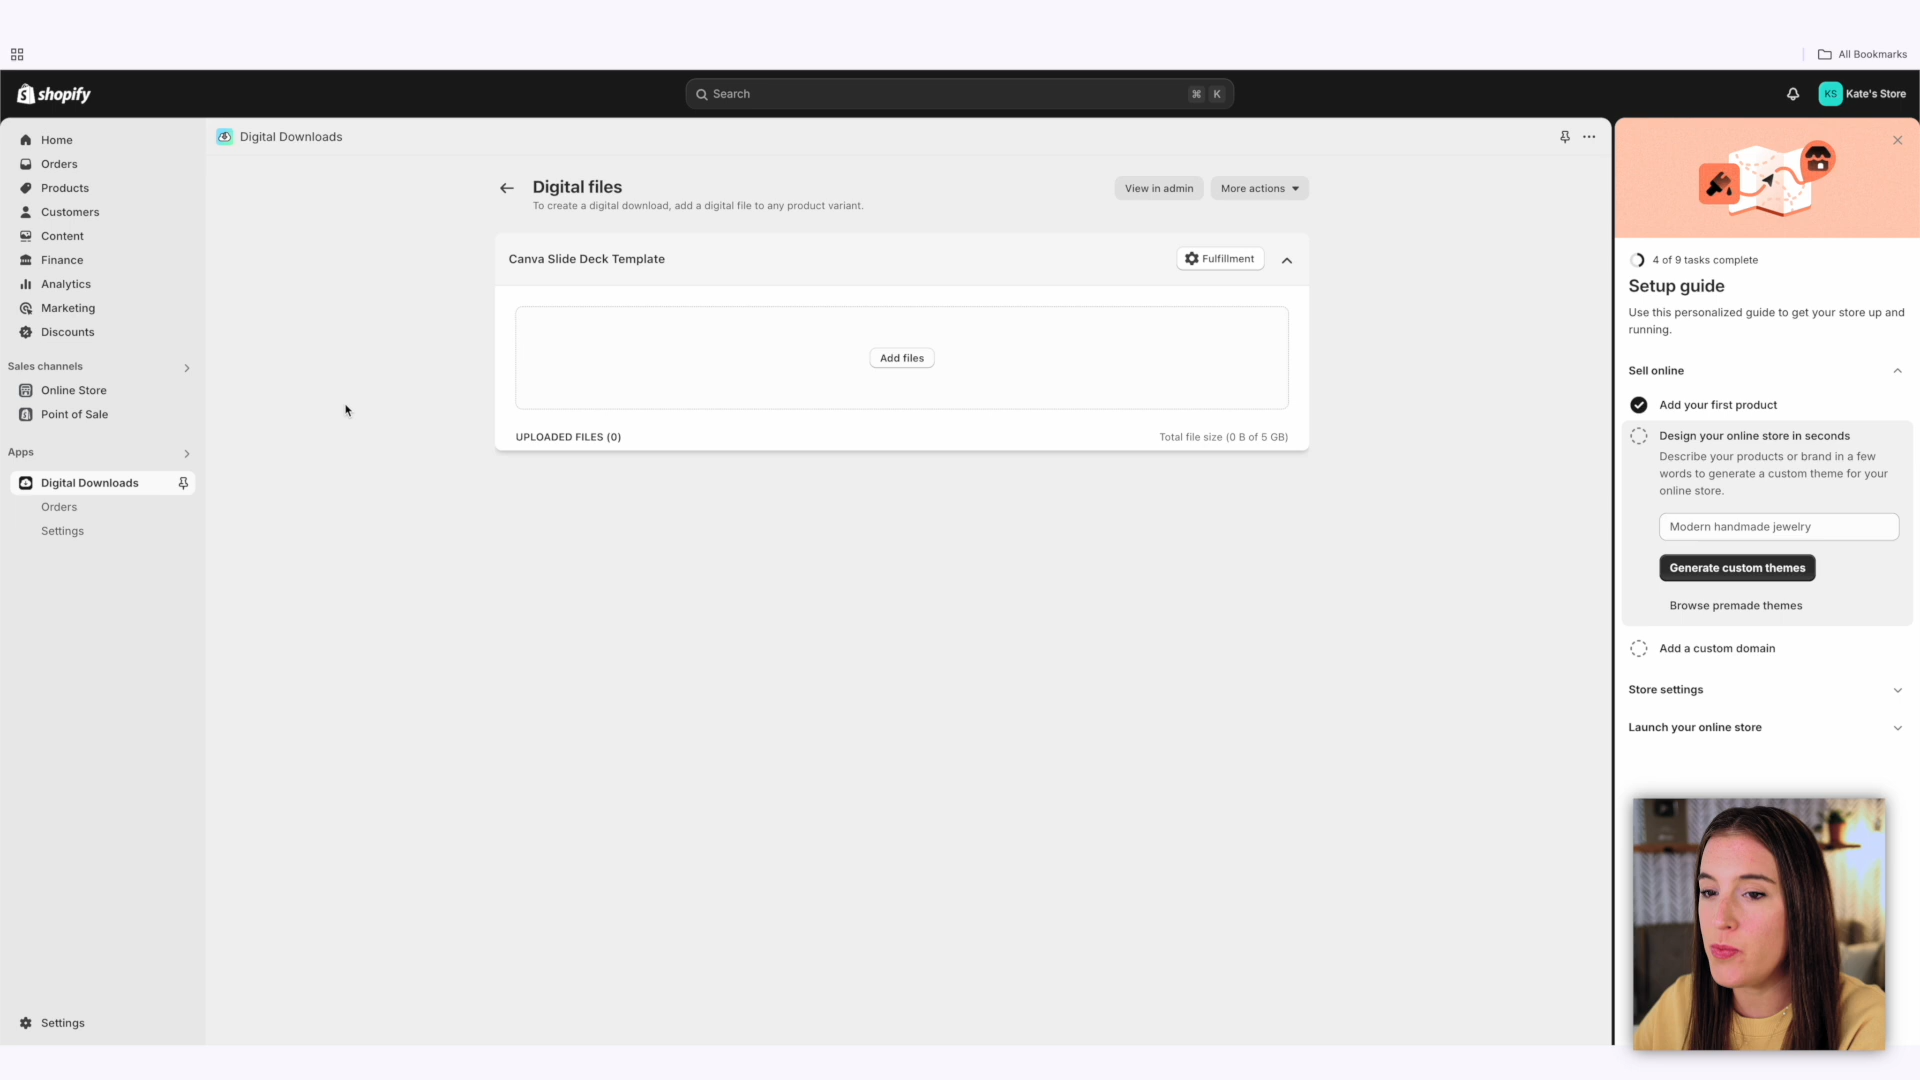 All Bookmarks
shopify
Search
⌘ K
KS Kate's Store
Home
Orders
Products
Customers
Content
Finance
Analytics
Marketing
Discounts
Sales channels
Online Store
Point of Sale
Apps
Digital Downloads
Orders
Settings
Settings
Digital Downloads
Digital files
To create a digital download, add a digital file to any product variant.
View in admin
More actions
Canva Slide Deck Template
Fulfillment
Add files
UPLOADED FILES (0)
Total file size (0 B of 5 GB)
4 of 9 tasks complete
Setup guide
Use this personalized guide to get your store up and
running.
Sell online
Add your first product
Design your online store in seconds
Describe your products or brand in a few
words to generate a custom theme for your
online store.
Modern handmade jewelry
Generate custom themes
Browse premade themes
Add a custom domain
Store settings
Launch your online store